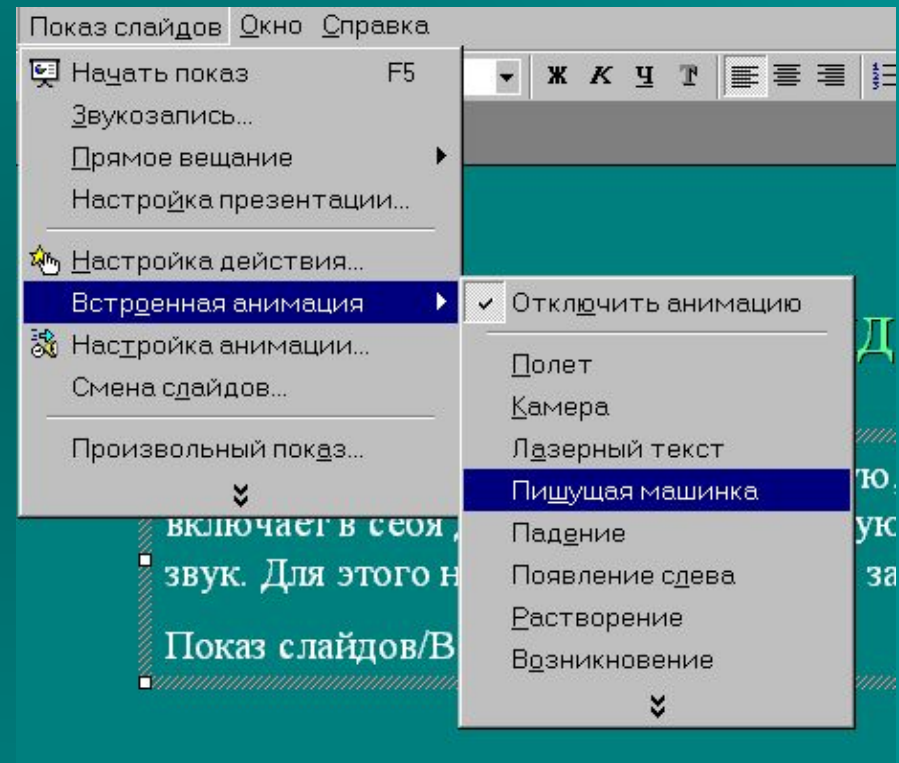 Показ слайдов Окно Справка
Начать показ F5
Звукозапись...
Прямое вещание
Настройка презентации...
Настройка действия...
Встроенная анимация
Настройка анимации...
Смена слайдов...
Произвольный показ...
Ж К Ч Т
Отключить анимацию
Полет
Камера
Лазерный текст
Пишущая машинка
Падение
Появление слева
Растворение
Возникновение
включает в себя
звук. Для этого н за
Показ слайдов/В